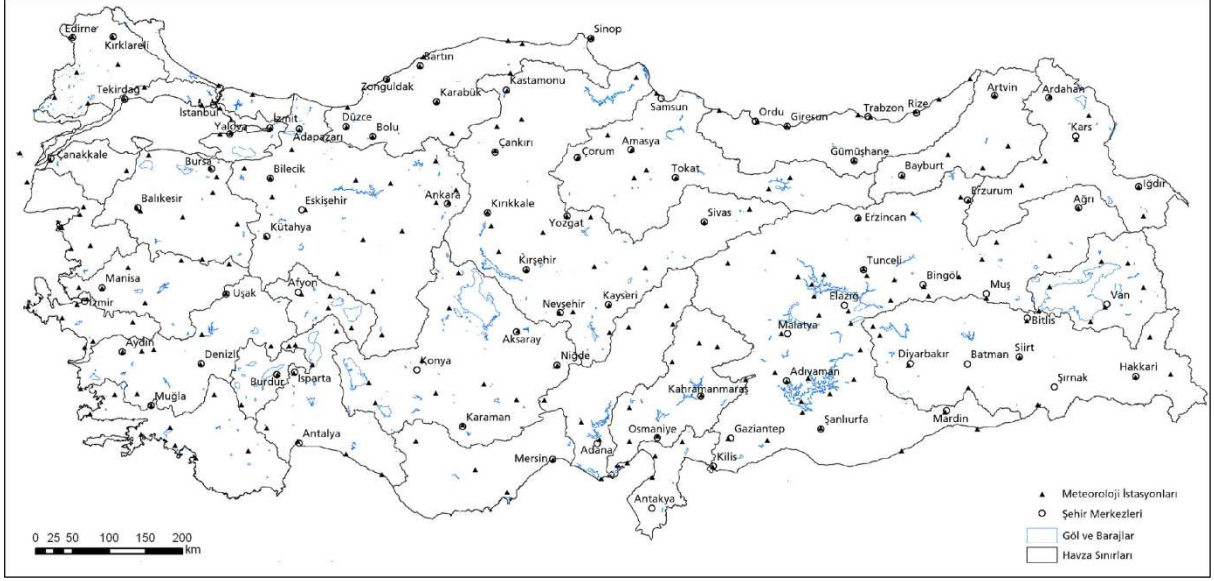 Sinop
Edirne
Kırklareli
Bartın
Kastamonu
Zonguldak
Karabük
Tekirdağ
İstanbul
Samsun
Artvin
Ardahan
Ordu
Giresun
Trabzon
Rize
Yalova
İzmit
Adapazarı
Düzce
Bolu
Kars
Çanakkale
Bursa
Bilecik
Çankırı
Çorum
Amasya
Tokat
Gümüşhane
Bayburt
Balıkesir
Eskişehir
Ankara
Kırıkkale
Yozgat
Sivas
Erzincan
Erzurum
Ağrı
Iğdır
Kütahya
Kırşehir
Tunceli
Bingöl
Muş
Van
Manisa
İzmir
Uşak
Afyon
Nevşehir
Kayseri
Elazığ
Bitlis
Aksaray
Malatya
Aydın
Denizli
Burdur
Isparta
Konya
Niğde
Diyarbakır
Batman
Siirt
Hakkari
Şırnak
Kahramanmaraş
Adıyaman
Muğla
Karaman
Mardin
Antalya
Mersin
Adana
Osmaniye
Gaziantep
Şanlıurfa
Kilis
Antakya
Meteoroloji İstasyonları
Şehir Merkezleri
Göl ve Barajlar
Havza Sınırları
0 25 50 100 150 200
km